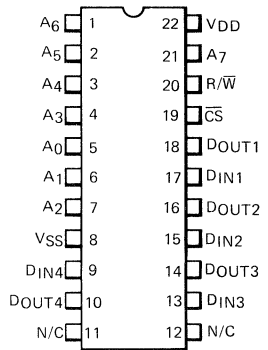 A6 1 22 VDD
A5 2 21 A7
A4 3 20 R/W̅
A3 4 19 C̅S̅
A0 5 18 DOUT1
A1 6 17 DIN1
A2 7 16 DOUT2
VSS 8 15 DIN2
DIN4 9 14 DOUT3
DOUT4 10 13 DIN3
N/C 11 12 N/C